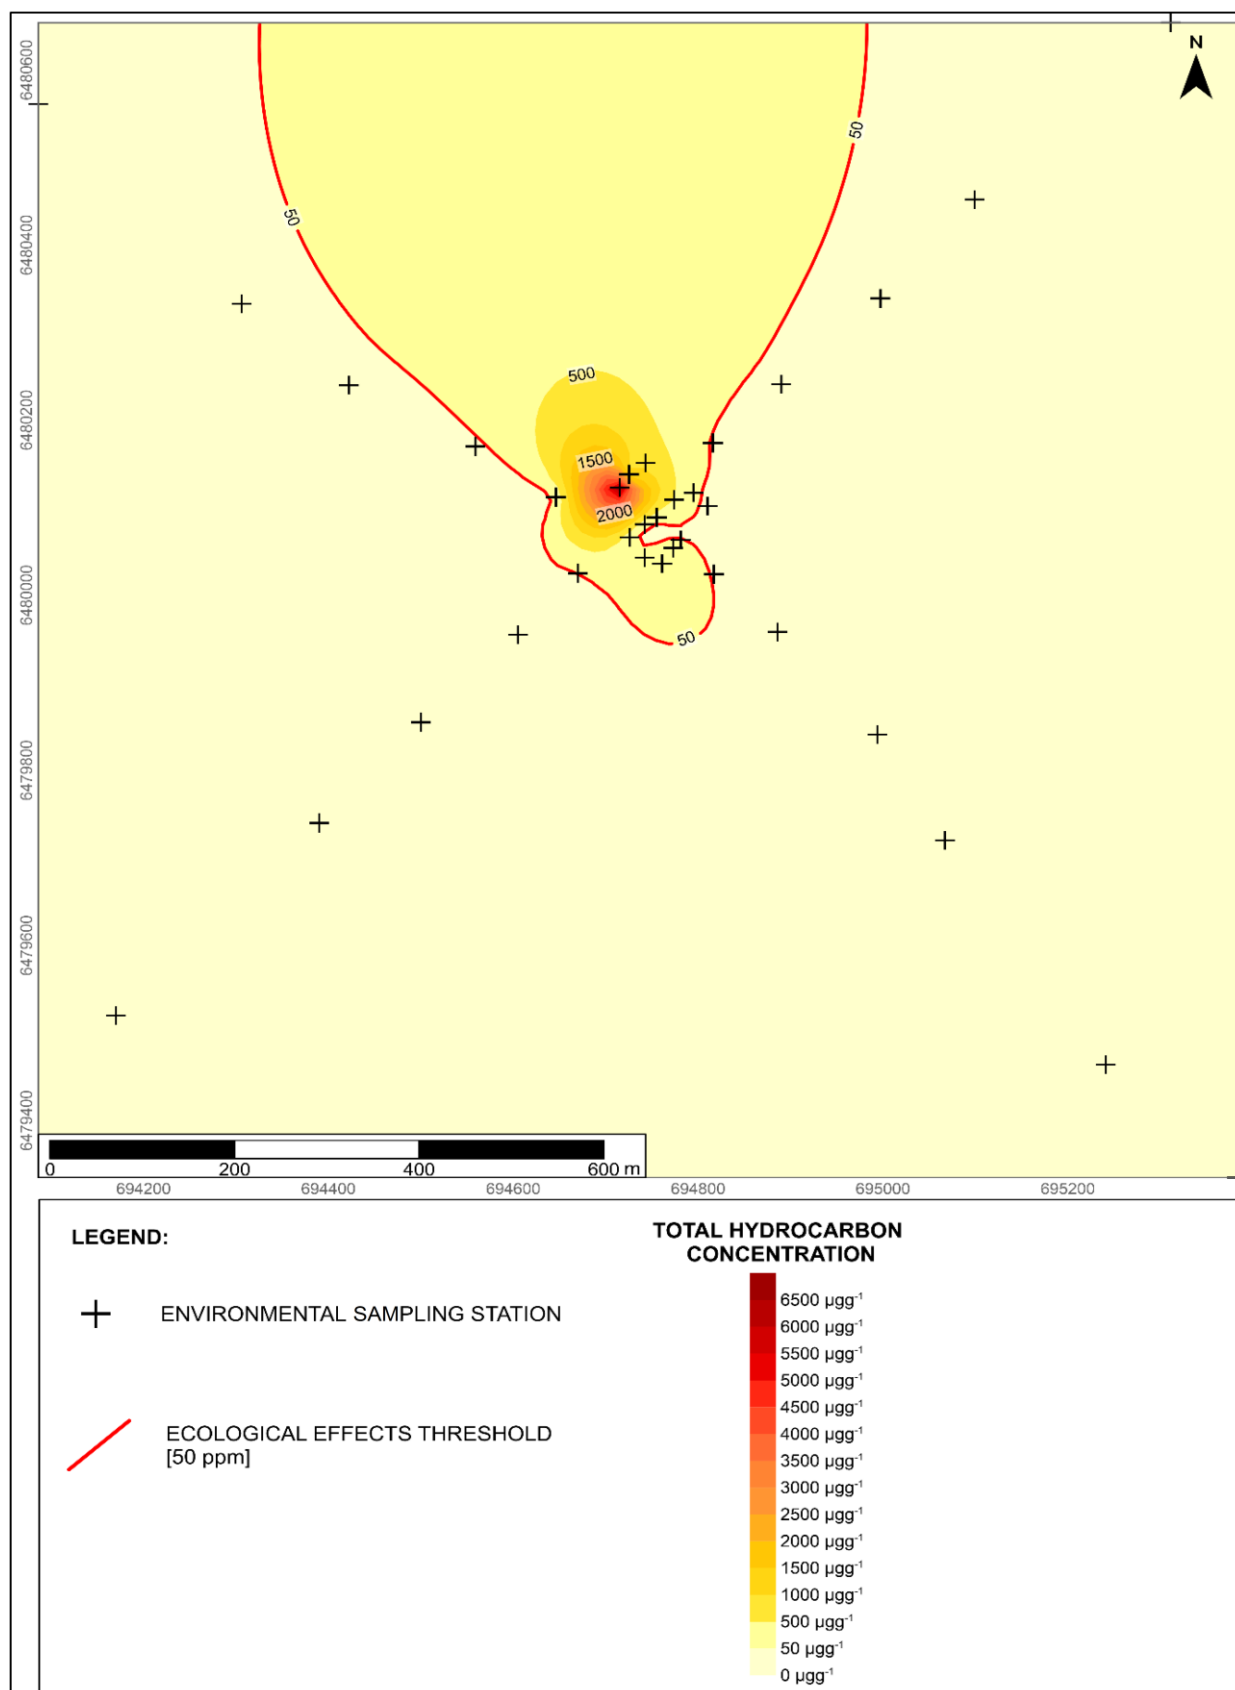 N
6480600
50
50
6480400
500
6480200
1500
2000
6480000
50
6479800
6479600
6479400
0 200 400 600 m
694200 694400 694600 694800 695000 695200
LEGEND:
ENVIRONMENTAL SAMPLING STATION
ECOLOGICAL EFFECTS THRESHOLD
[50 ppm]
TOTAL HYDROCARBON
CONCENTRATION
6500 µgg⁻¹
6000 µgg⁻¹
5500 µgg⁻¹
5000 µgg⁻¹
4500 µgg⁻¹
4000 µgg⁻¹
3500 µgg⁻¹
3000 µgg⁻¹
2500 µgg⁻¹
2000 µgg⁻¹
1500 µgg⁻¹
1000 µgg⁻¹
500 µgg⁻¹
50 µgg⁻¹
0 µgg⁻¹